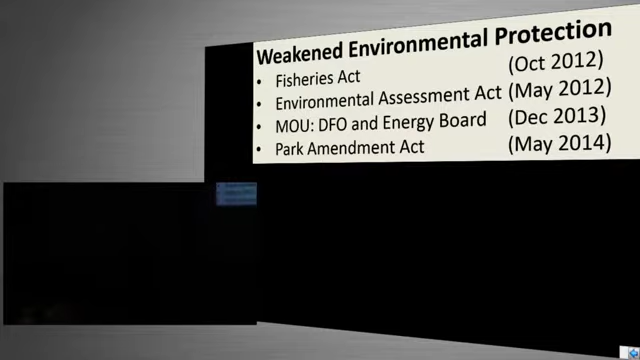 Weakened Environmental Protection
• Fisheries Act (Oct 2012)
• Environmental Assessment Act (May 2012)
• MOU: DFO and Energy Board (Dec 2013)
• Park Amendment Act (May 2014)